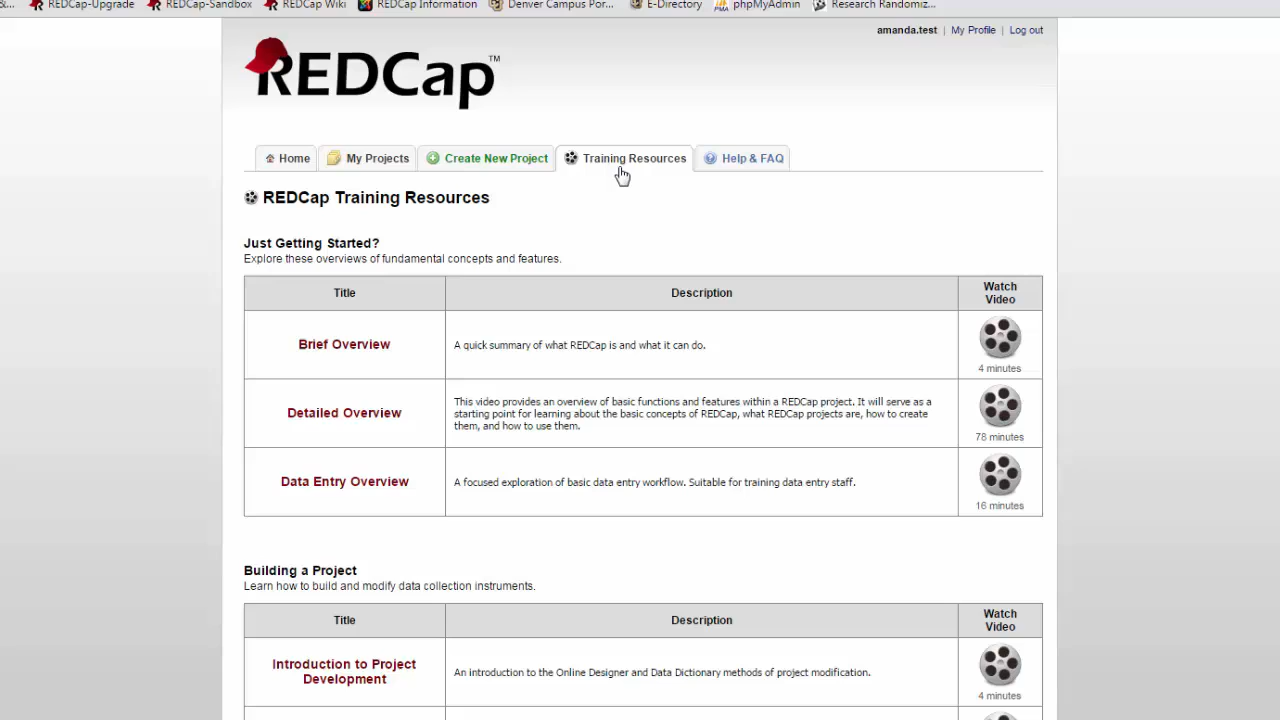 &... REDCap-Upgrade REDCap-Sandbox REDCap Wiki REDCap Information Denver Campus Por... E-Directory phpMyAdmin Research Randomiz...
amanda.test | My Profile | Log out
REDCap™
Home My Projects Create New Project Training Resources Help & FAQ
REDCap Training Resources
Just Getting Started?
Explore these overviews of fundamental concepts and features.
Title Description Watch
Video
Brief Overview A quick summary of what REDCap is and what it can do.
4 minutes
This video provides an overview of basic functions and features within a REDCap project. It will serve as a
Detailed Overview starting point for learning about the basic concepts of REDCap, what REDCap projects are, how to create
them, and how to use them.
78 minutes
Data Entry Overview A focused exploration of basic data entry workflow. Suitable for training data entry staff.
16 minutes
Building a Project
Learn how to build and modify data collection instruments.
Title Description Watch
Video
Introduction to Project
Development An introduction to the Online Designer and Data Dictionary methods of project modification.
4 minutes